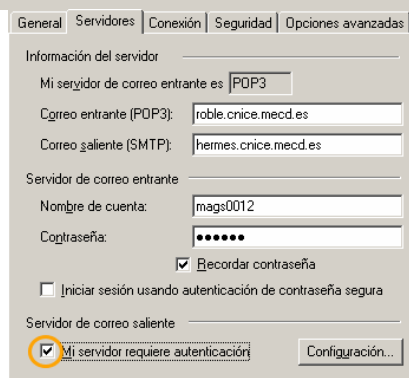 General Servidores Conexión Seguridad Opciones avanzadas
Información del servidor
Mi servidor de correo entrante es POP3
Correo entrante (POP3): roble.cnice.mecd.es
Correo saliente (SMTP): hermes.cnice.mecd.es
Servidor de correo entrante
Nombre de cuenta: mags0012
Contraseña: ●●●●●●
Recordar contraseña
Iniciar sesión usando autenticación de contraseña segura
Servidor de correo saliente
Mi servidor requiere autenticación Configuración...